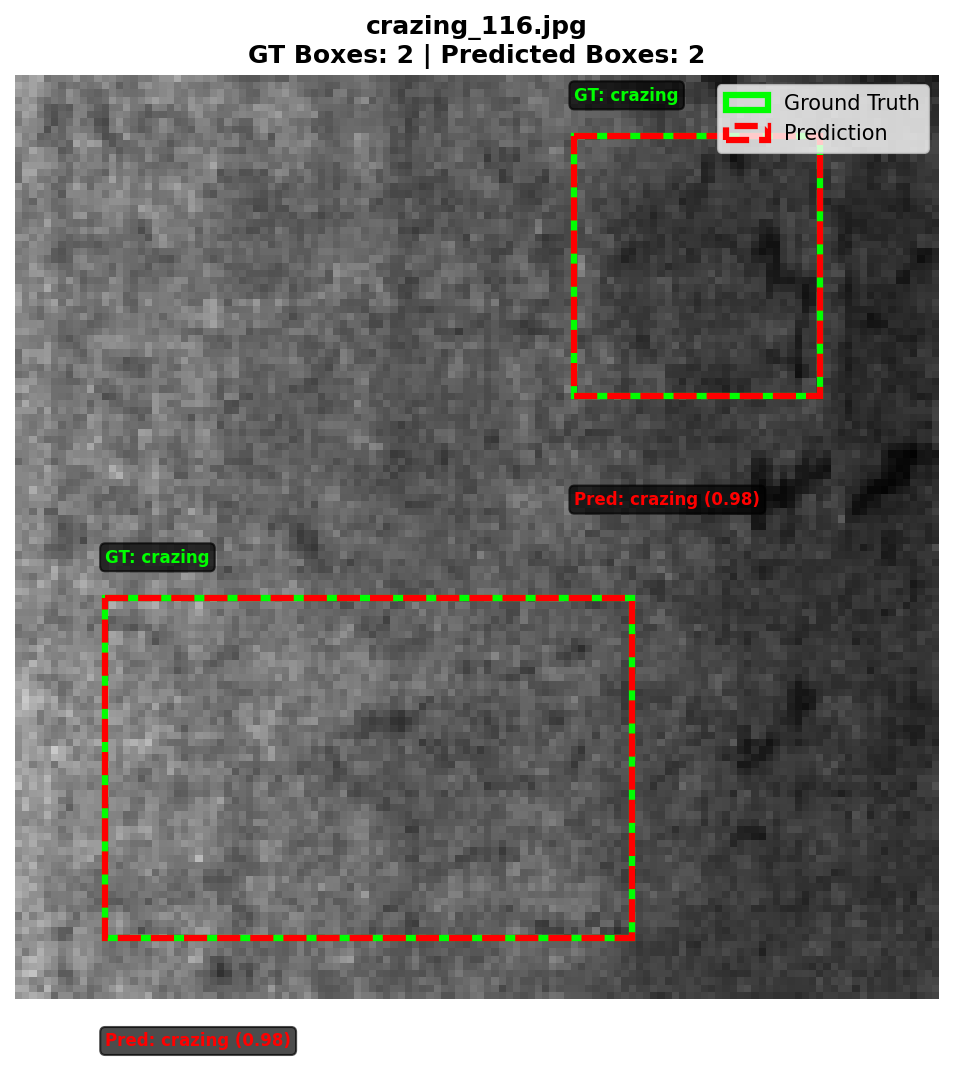 crazing_116.jpg
GT Boxes: 2 | Predicted Boxes: 2
GT: crazing
Ground Truth
Prediction
Pred: crazing (0.98)
GT: crazing
Pred: crazing (0.98)